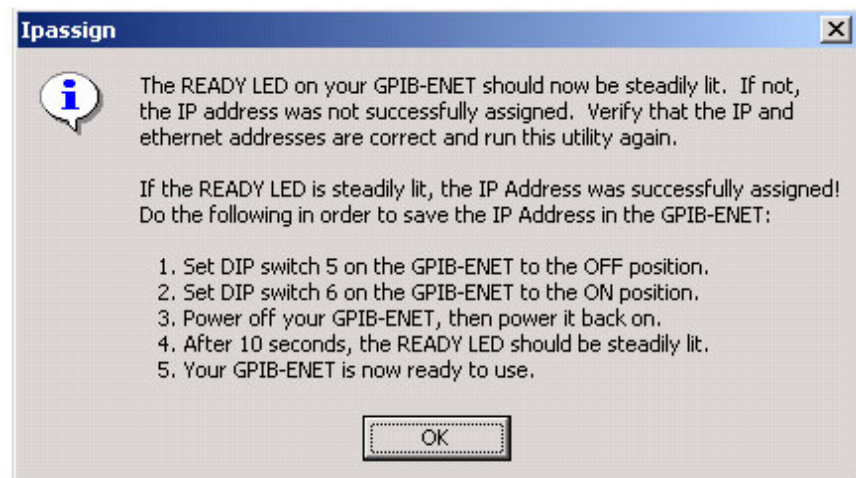 Ipassign
The READY LED on your GPIB-ENET should now be steadily lit. If not,
the IP address was not successfully assigned. Verify that the IP and
ethernet addresses are correct and run this utility again.
If the READY LED is steadily lit, the IP Address was successfully assigned!
Do the following in order to save the IP Address in the GPIB-ENET:
1. Set DIP switch 5 on the GPIB-ENET to the OFF position.
2. Set DIP switch 6 on the GPIB-ENET to the ON position.
3. Power off your GPIB-ENET, then power it back on.
4. After 10 seconds, the READY LED should be steadily lit.
5. Your GPIB-ENET is now ready to use.
OK